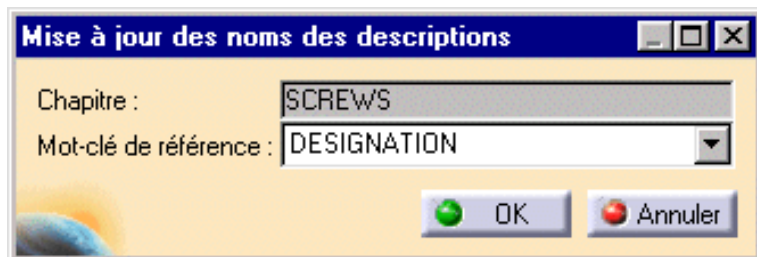 Mise à jour des noms des descriptions
Chapitre : SCREWS
Mot-clé de référence : DESIGNATION
OK Annuler